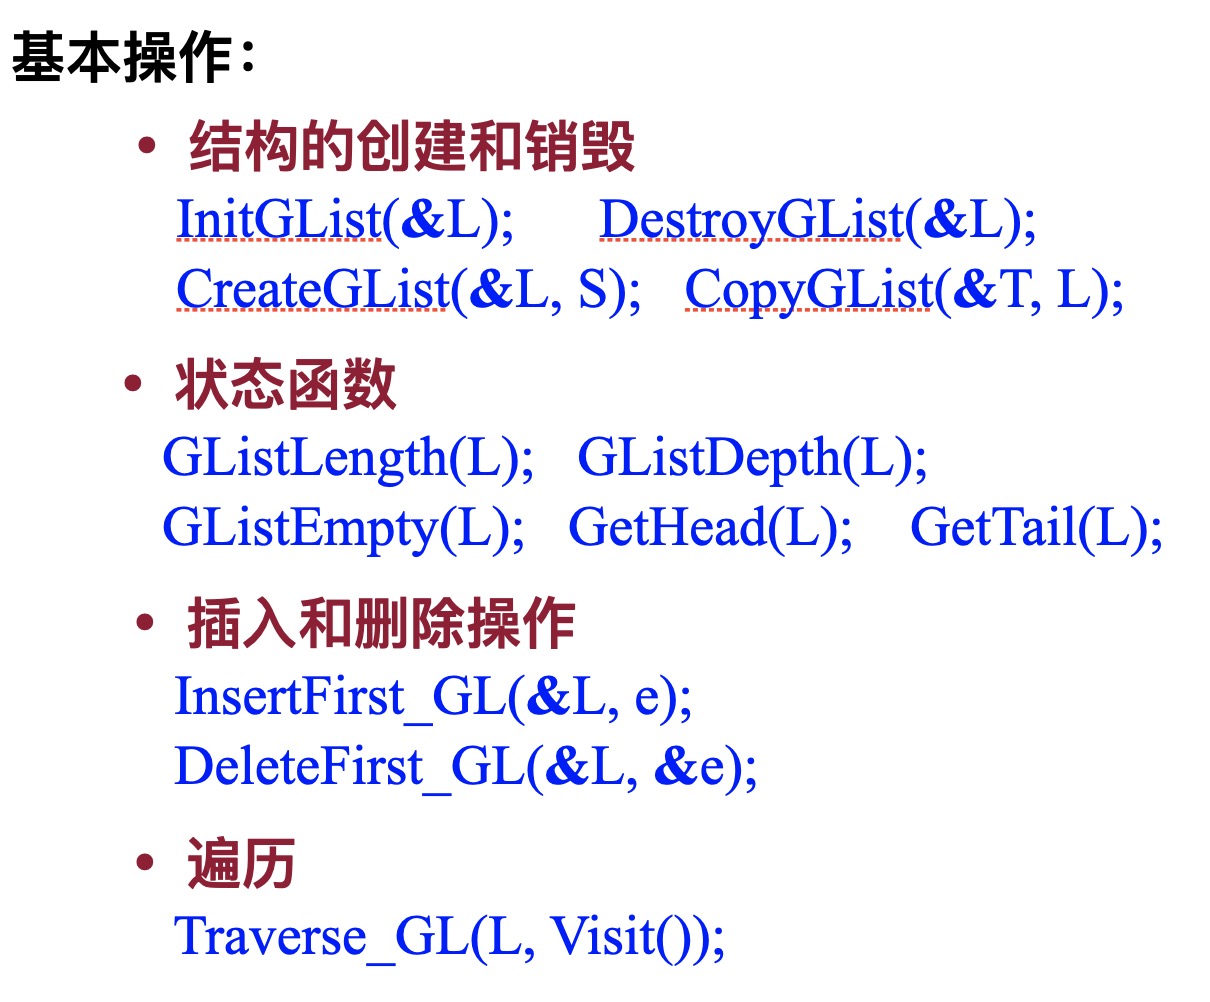 基本操作：
• 结构的创建和销毁
InitGList(&L); DestroyGList(&L);
CreateGList(&L, S); CopyGList(&T, L);
• 状态函数
GListLength(L); GListDepth(L);
GListEmpty(L); GetHead(L); GetTail(L);
• 插入和删除操作
InsertFirst_GL(&L, e);
DeleteFirst_GL(&L, &e);
• 遍历
Traverse_GL(L, Visit());